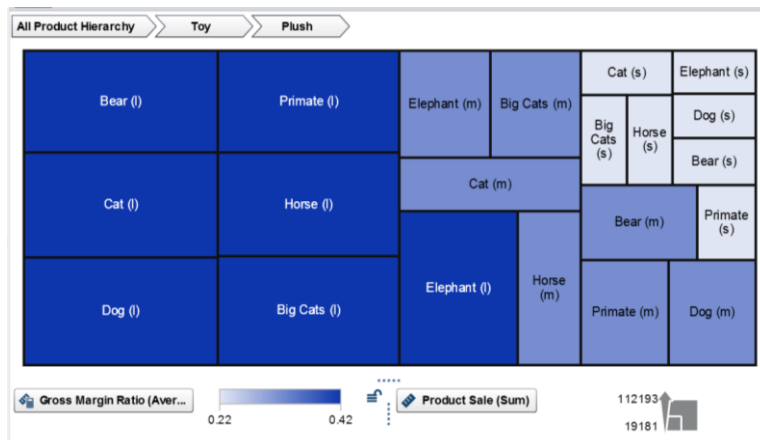 All Product Hierarchy
Toy
Plush
Bear (l)
Primate (l)
Elephant (m)
Big Cats (m)
Cat (s)
Elephant (s)
Big
Cats
(s)
Horse
(s)
Dog (s)
Bear (s)
Cat (l)
Horse (l)
Cat (m)
Bear (m)
Primate
(s)
Dog (l)
Big Cats (l)
Elephant (l)
Horse
(m)
Primate (m)
Dog (m)
Gross Margin Ratio (Aver...
0.22
0.42
Product Sale (Sum)
112193
19181